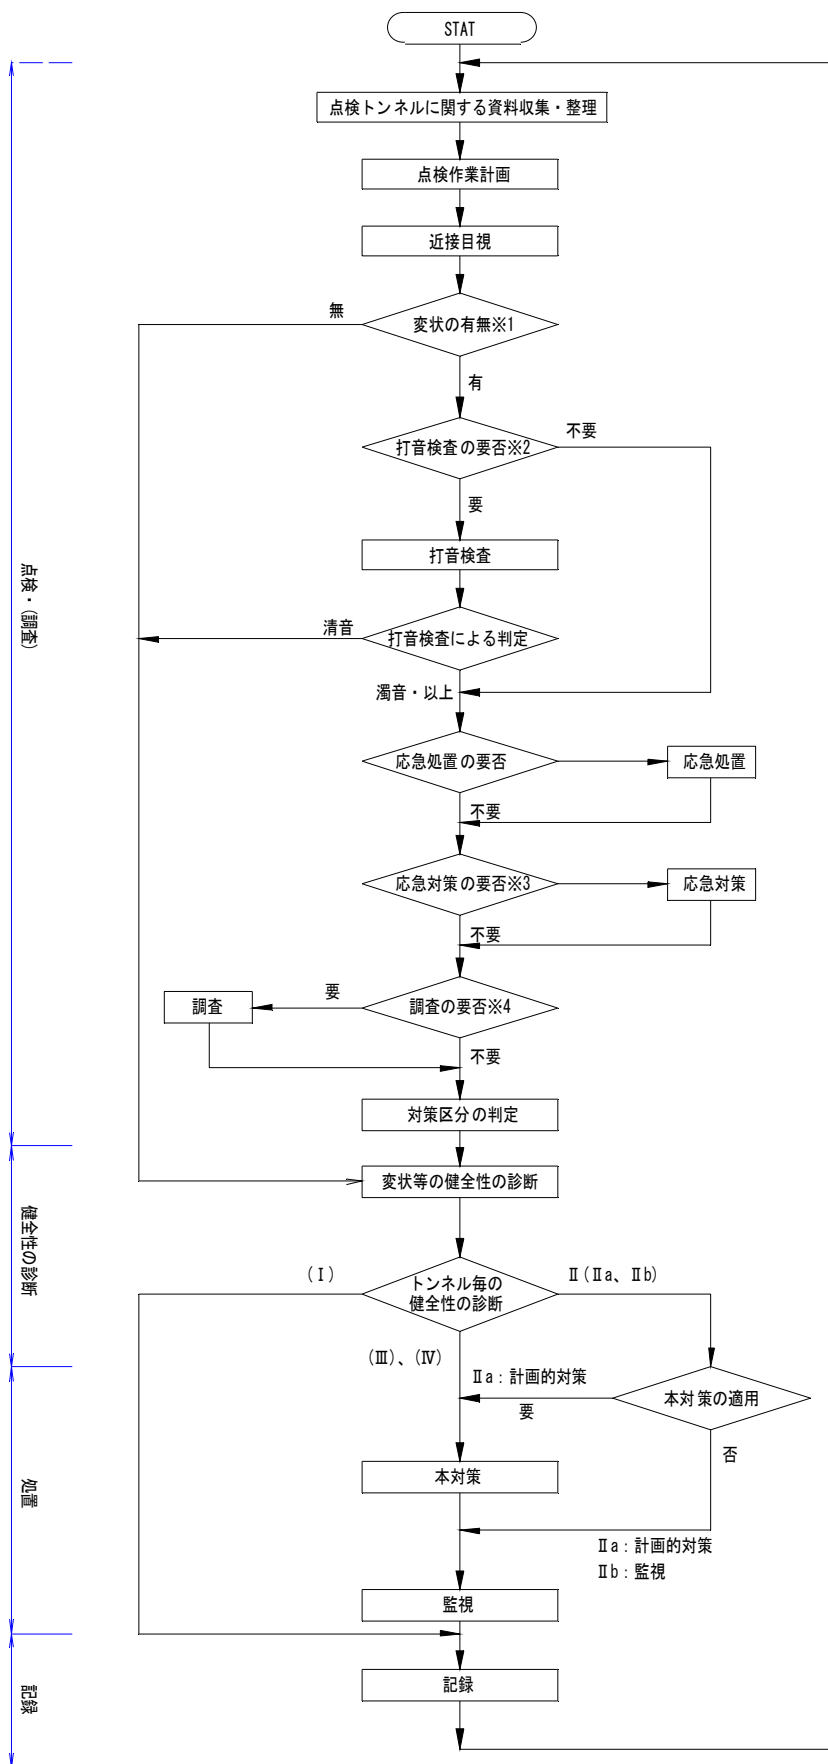 STAT
点検トンネルに関する資料収集・整理
点検作業計画
近接目視
無
変状の有無※1
有
打音検査の要否※2
不要
要
打音検査
点検・(調査)
清音
打音検査による判定
濁音・以上
応急処置の要否
応急処置
不要
応急対策の要否※3
応急対策
不要
要
調査
調査の要否※4
不要
対策区分の判定
変状等の健全性の診断
健全性の診断
(Ⅰ)
トンネル毎の
健全性の診断
Ⅱ(Ⅱa、Ⅱb)
(Ⅲ)、(Ⅳ)
Ⅱa:計画的対策
要
本対策の適用
否
処置
本対策
Ⅱa:計画的対策
Ⅱb:監視
監視
記録
記録